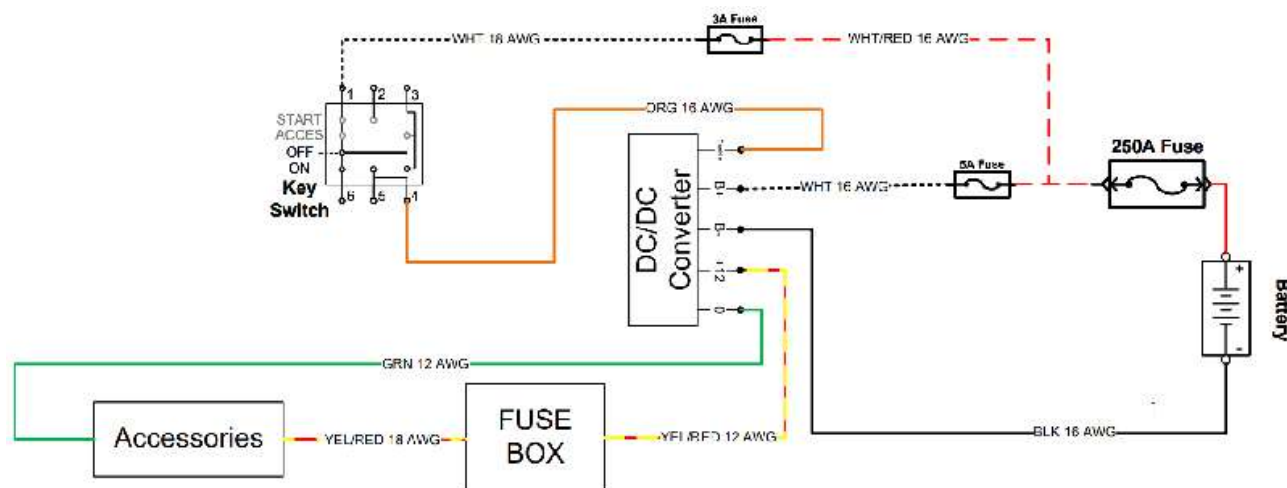 3A Fuse
WHT 18 AWG
WHT/RED 16 AWG
1
2
3
ORG 16 AWG
START
ACCES
OFF
ON
250A Fuse
5A Fuse
WHT 16 AWG
Key
Switch
6
5
4
DC/DC
Converter
+
Battery
-
GRN 12 AWG
Accessories
YEL/RED 18 AWG
FUSE
BOX
YEL/RED 12 AWG
BLK 16 AWG